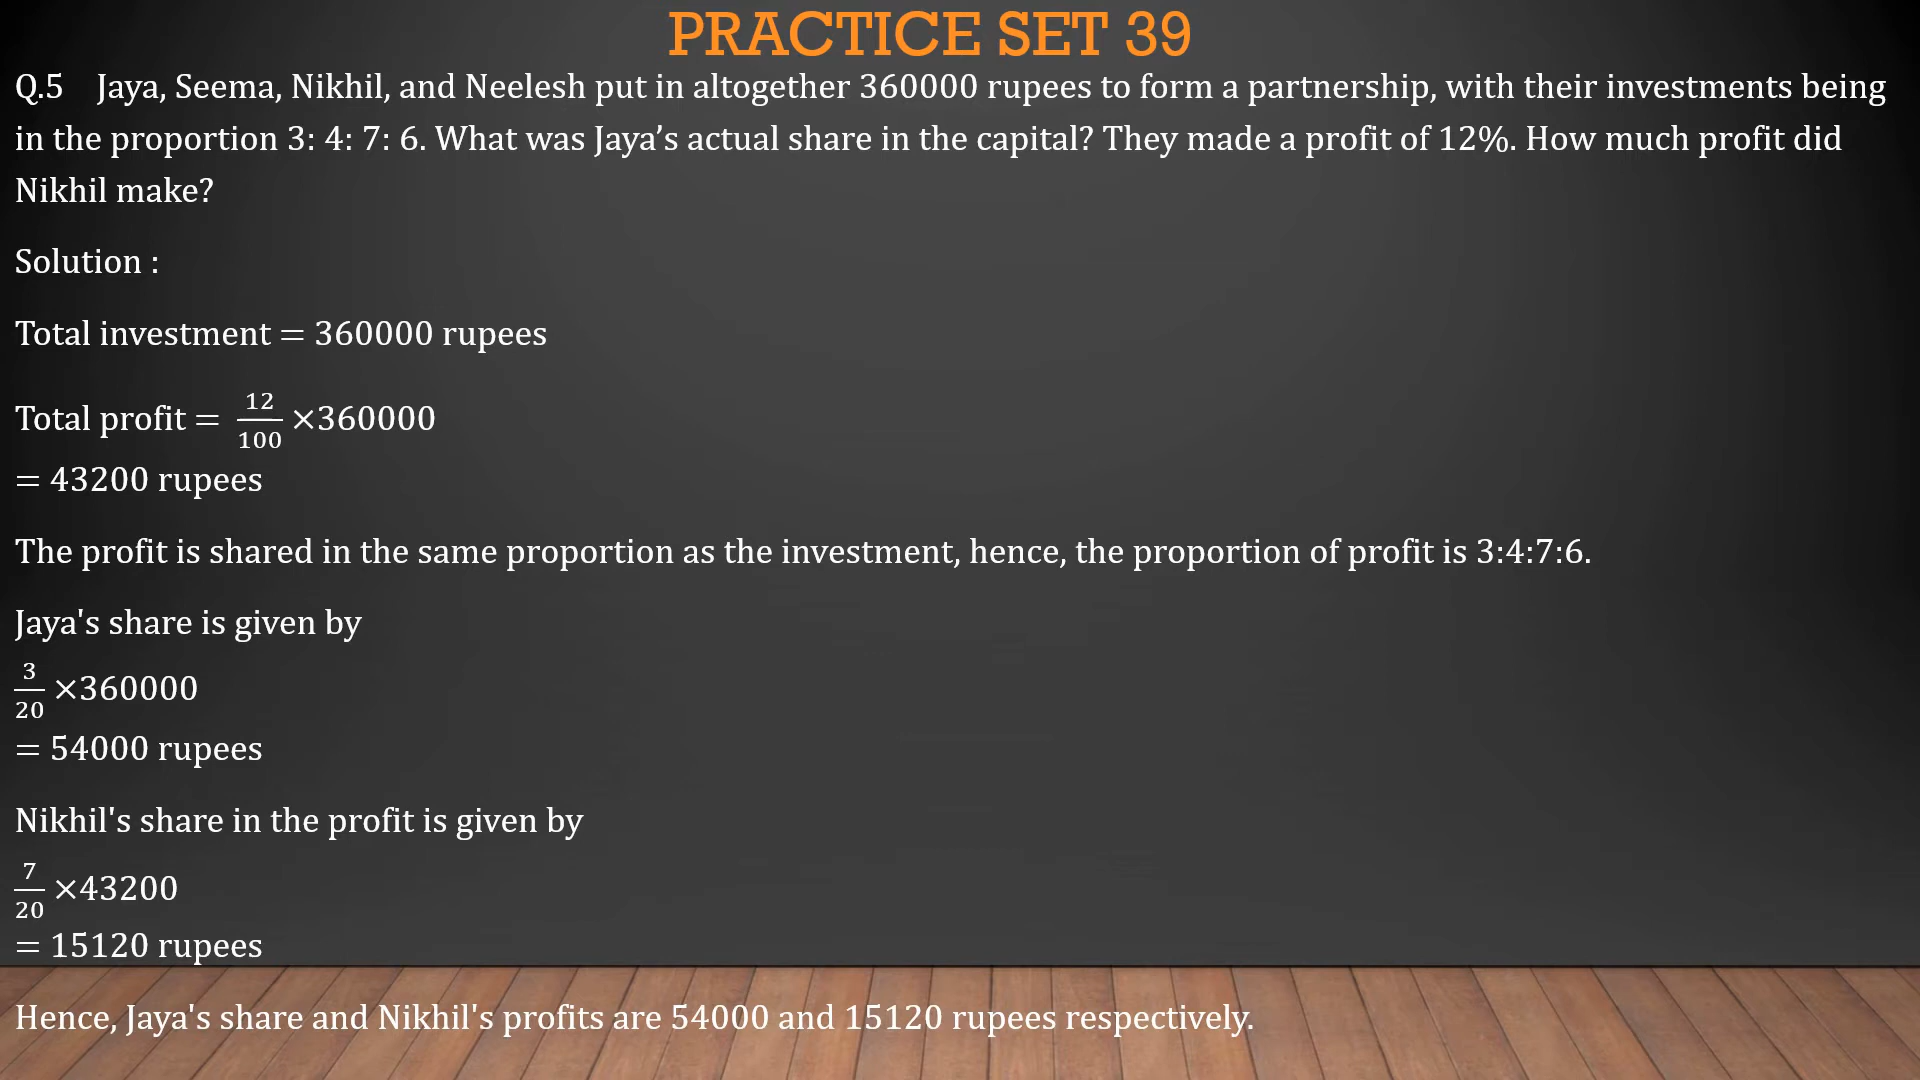 PRACTICE SET 39
Q.5 Jaya, Seema, Nikhil, and Neelesh put in altogether 360000 rupees to form a partnership, with their investments being
in the proportion 3: 4: 7: 6. What was Jaya’s actual share in the capital? They made a profit of 12%. How much profit did
Nikhil make?
Solution :
Total investment = 360000 rupees
Total profit = 12/100 ×360000
= 43200 rupees
The profit is shared in the same proportion as the investment, hence, the proportion of profit is 3:4:7:6.
Jaya's share is given by
3/20 ×360000
= 54000 rupees
Nikhil's share in the profit is given by
7/20 ×43200
= 15120 rupees
Hence, Jaya's share and Nikhil's profits are 54000 and 15120 rupees respectively.